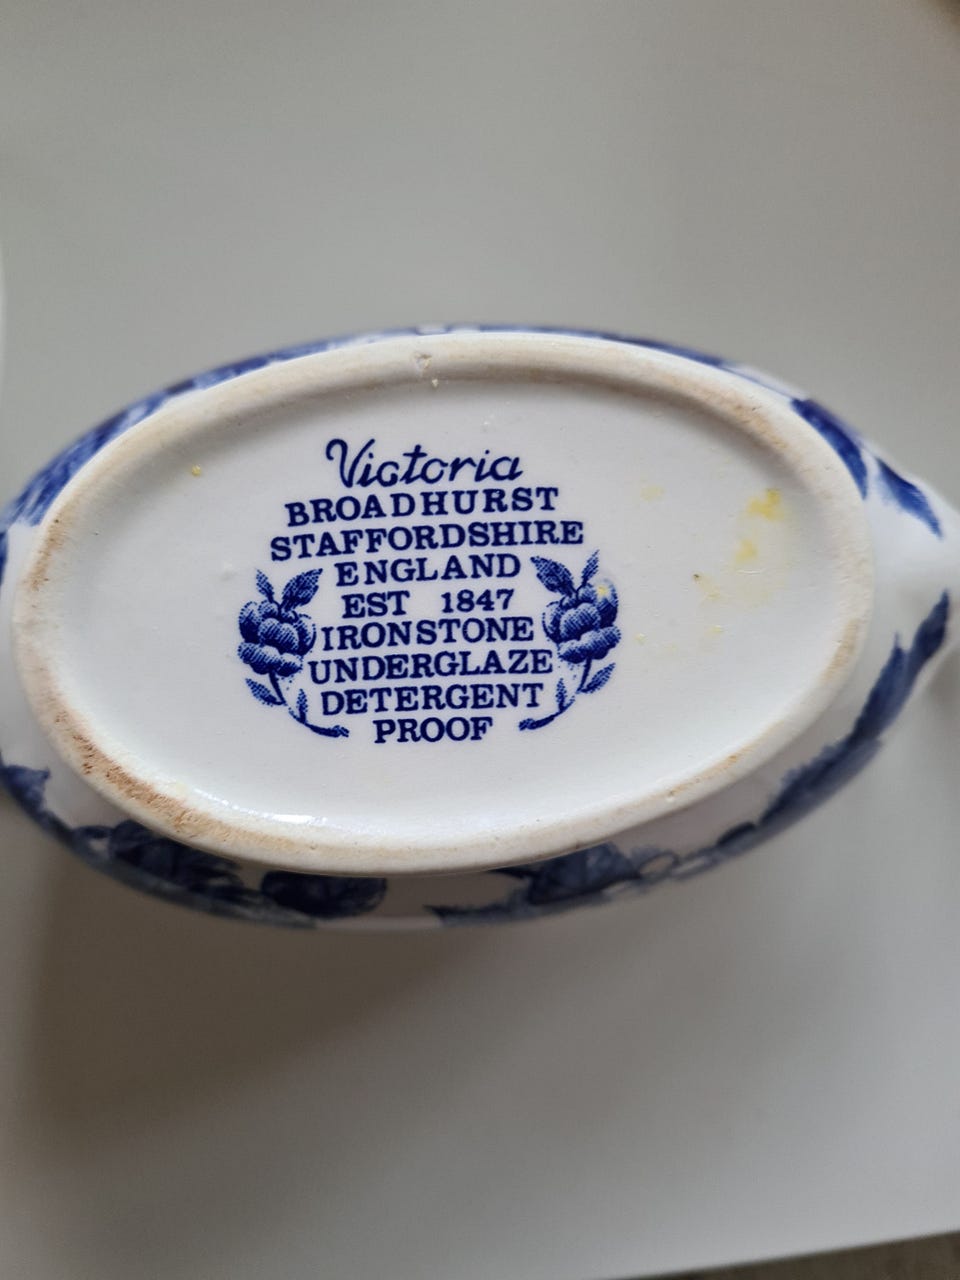 Victoria
BROADHURST
STAFFORDSHIRE
ENGLAND
EST 1847
IRONSTONE
UNDERGLAZE
DETERGENT
PROOF